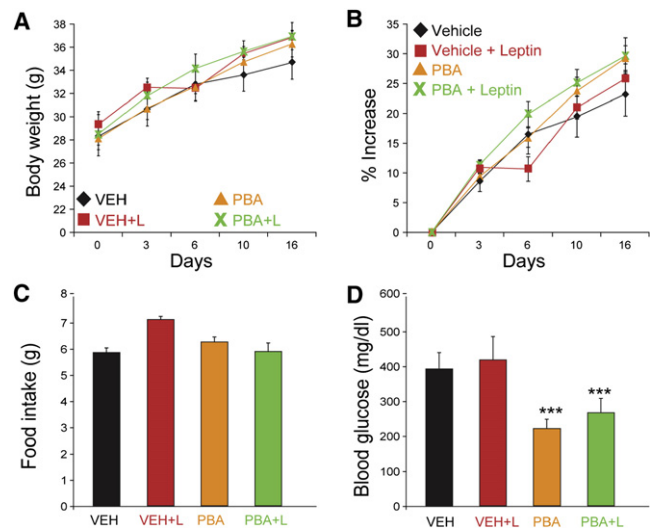 A
Body weight (g)
38
36
34
32
30
28
36
24
22
20
VEH
VEH+L
PBA
PBA+L
0
3
6
10
16
Days
B
% Increase
40
35
30
25
20
15
10
5
0
Vehicle
Vehicle + Leptin
PBA
PBA + Leptin
0
3
6
10
16
Days
C
Food intake (g)
8
7
6
5
4
3
2
1
0
VEH
VEH+L
PBA
PBA+L
D
Blood glucose (mg/dl)
600
500
400
300
200
100
0
***
***
VEH
VEH+L
PBA
PBA+L